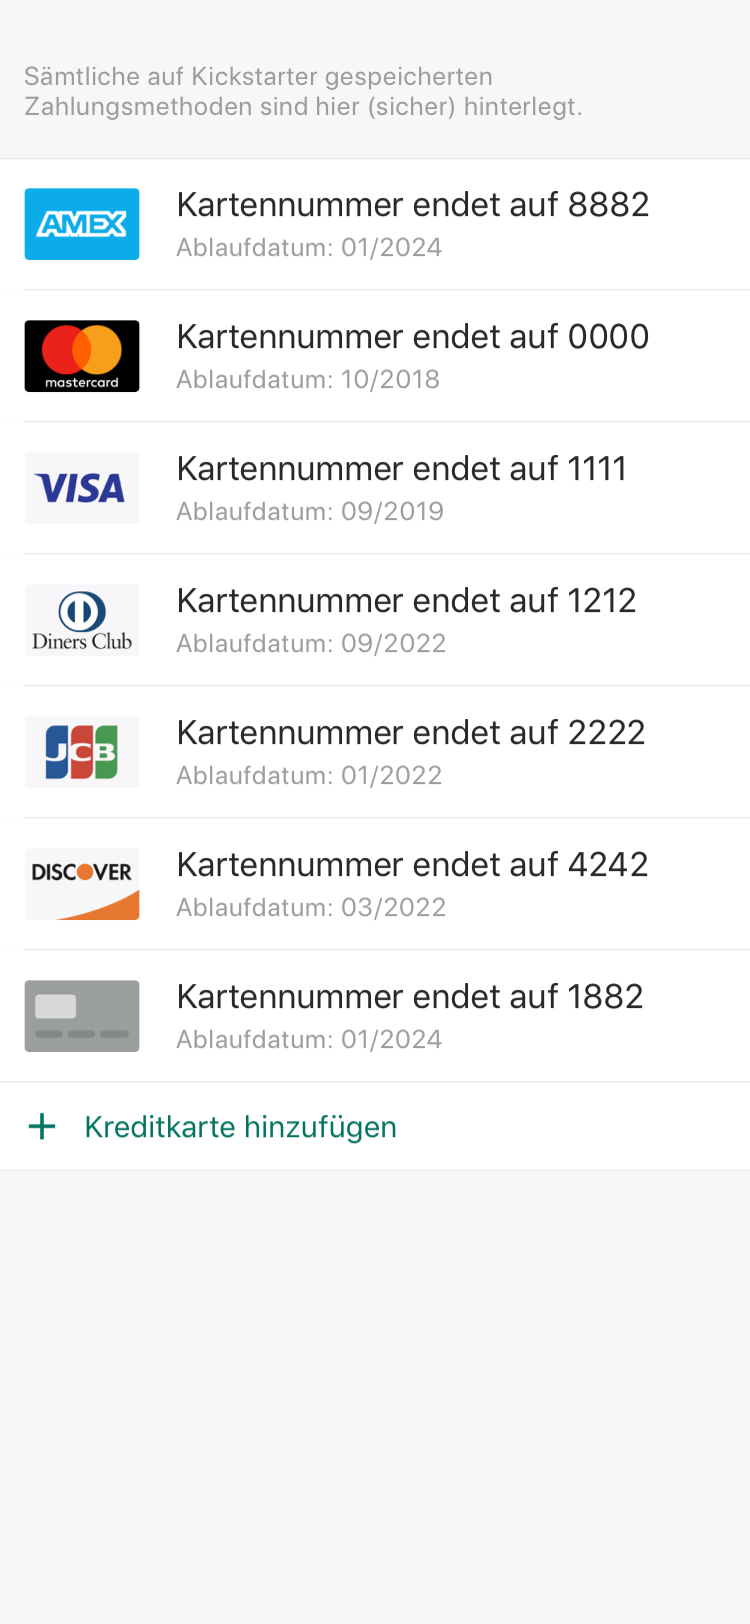 Sämtliche auf Kickstarter gespeicherten
Zahlungsmethoden sind hier (sicher) hinterlegt.
AMEX
Kartennummer endet auf 8882
Ablaufdatum: 01/2024
mastercard
Kartennummer endet auf 0000
Ablaufdatum: 10/2018
VISA
Kartennummer endet auf 1111
Ablaufdatum: 09/2019
Diners Club
Kartennummer endet auf 1212
Ablaufdatum: 09/2022
JCB
Kartennummer endet auf 2222
Ablaufdatum: 01/2022
DISCOVER
Kartennummer endet auf 4242
Ablaufdatum: 03/2022
Kartennummer endet auf 1882
Ablaufdatum: 01/2024
+ Kreditkarte hinzufügen